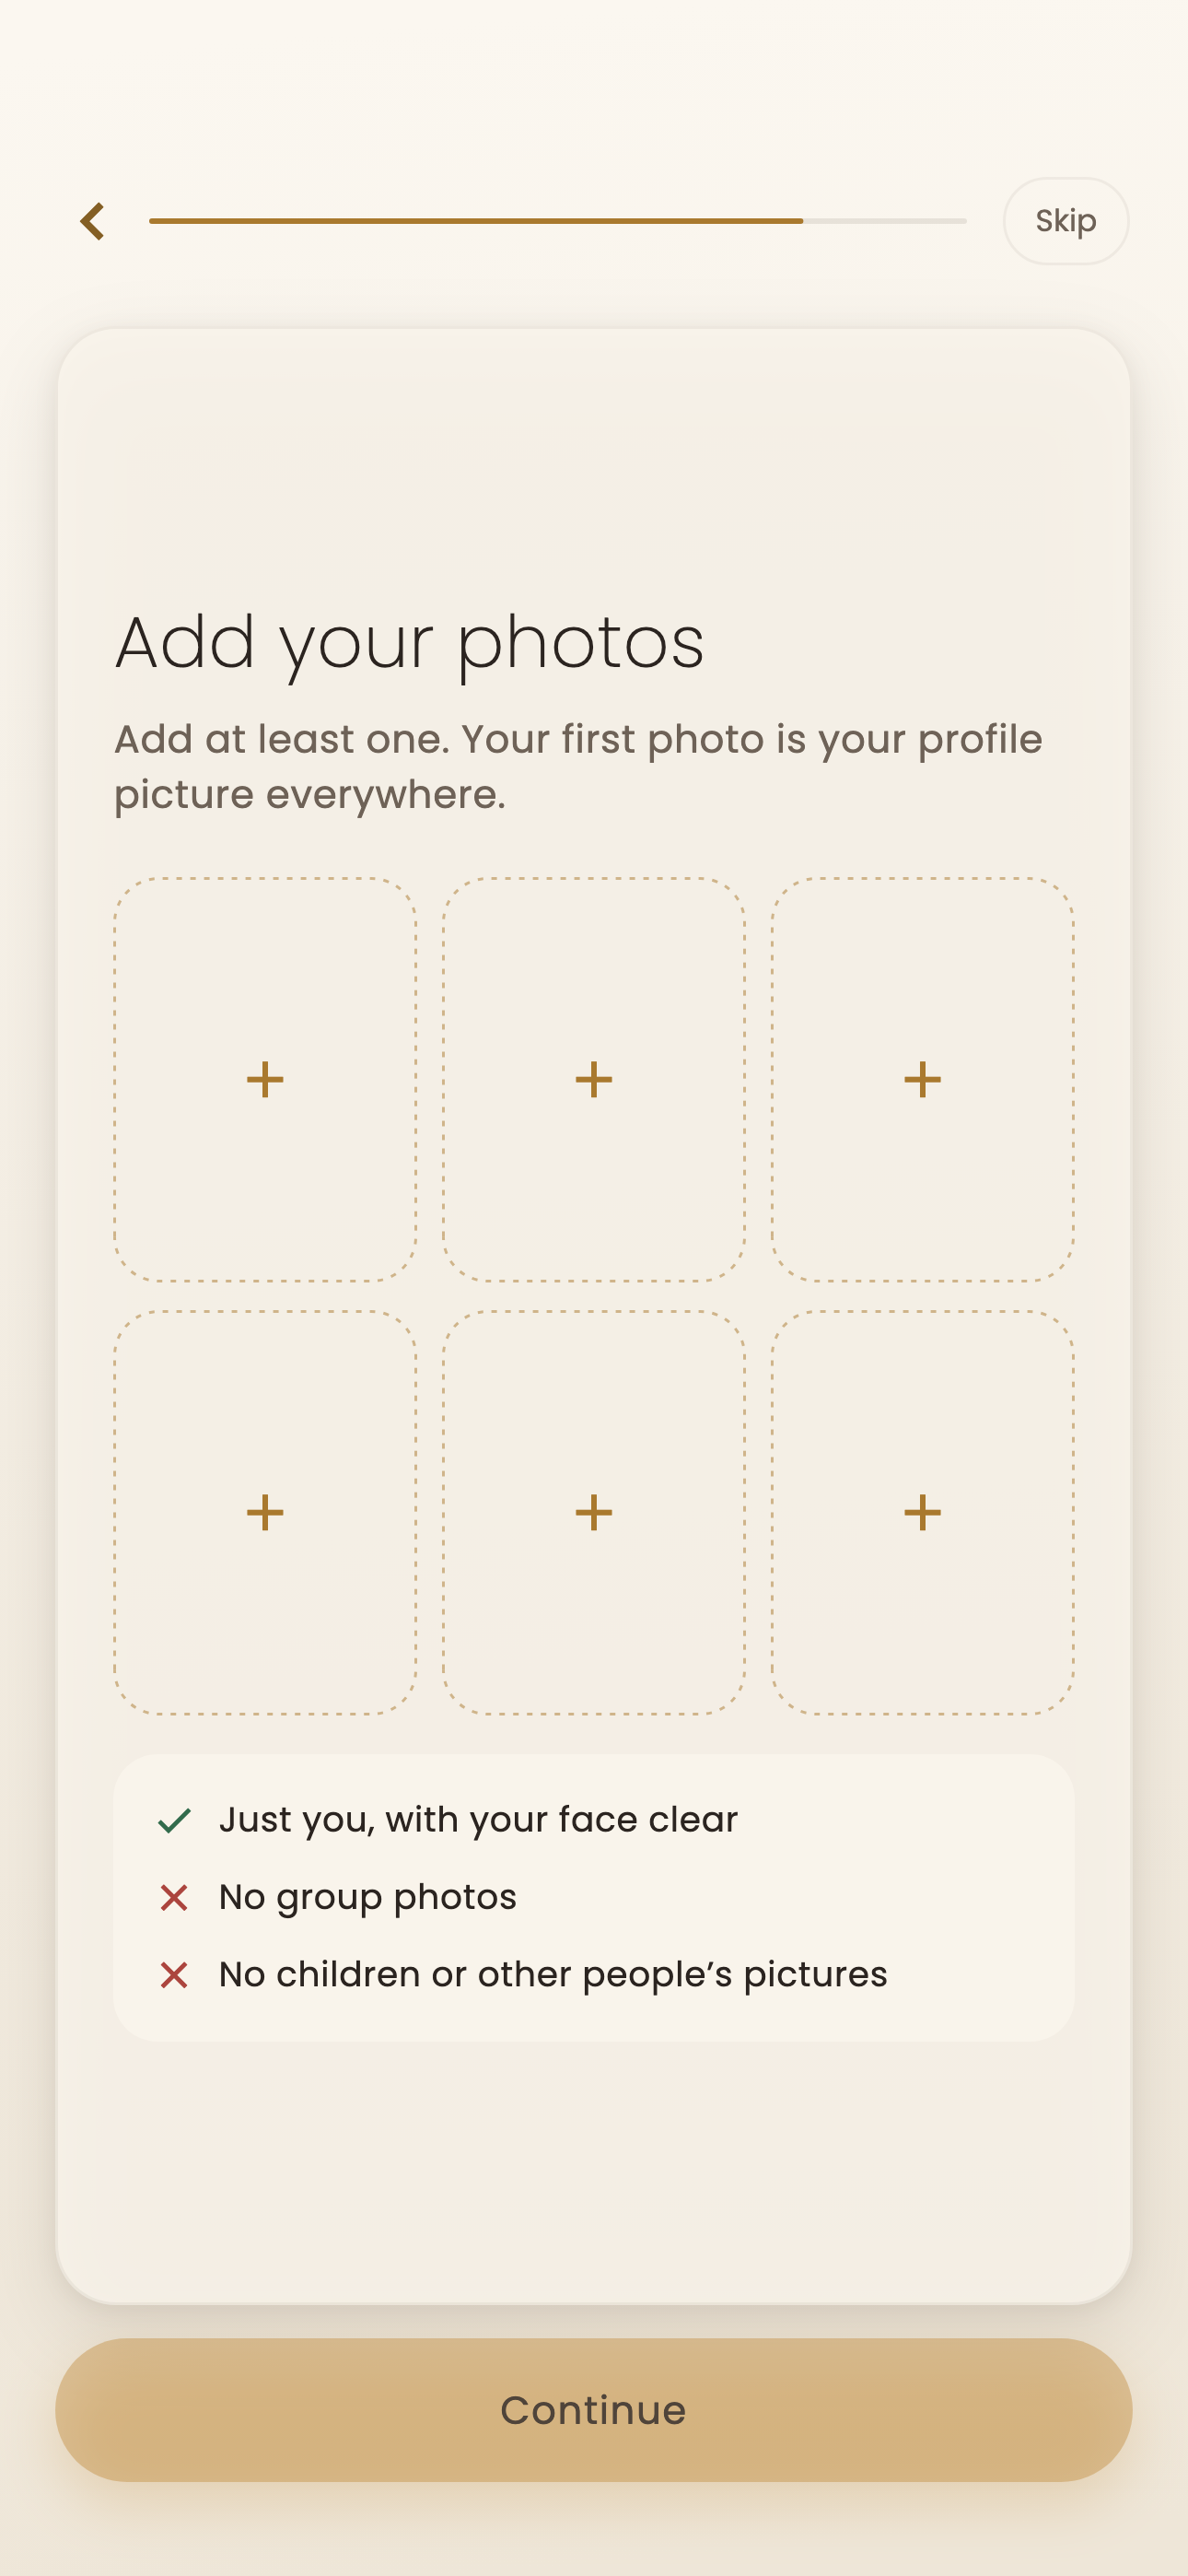 Skip
Add your photos
Add at least one. Your first photo is your profile
picture everywhere.
Just you, with your face clear
No group photos
No children or other people’s pictures
Continue